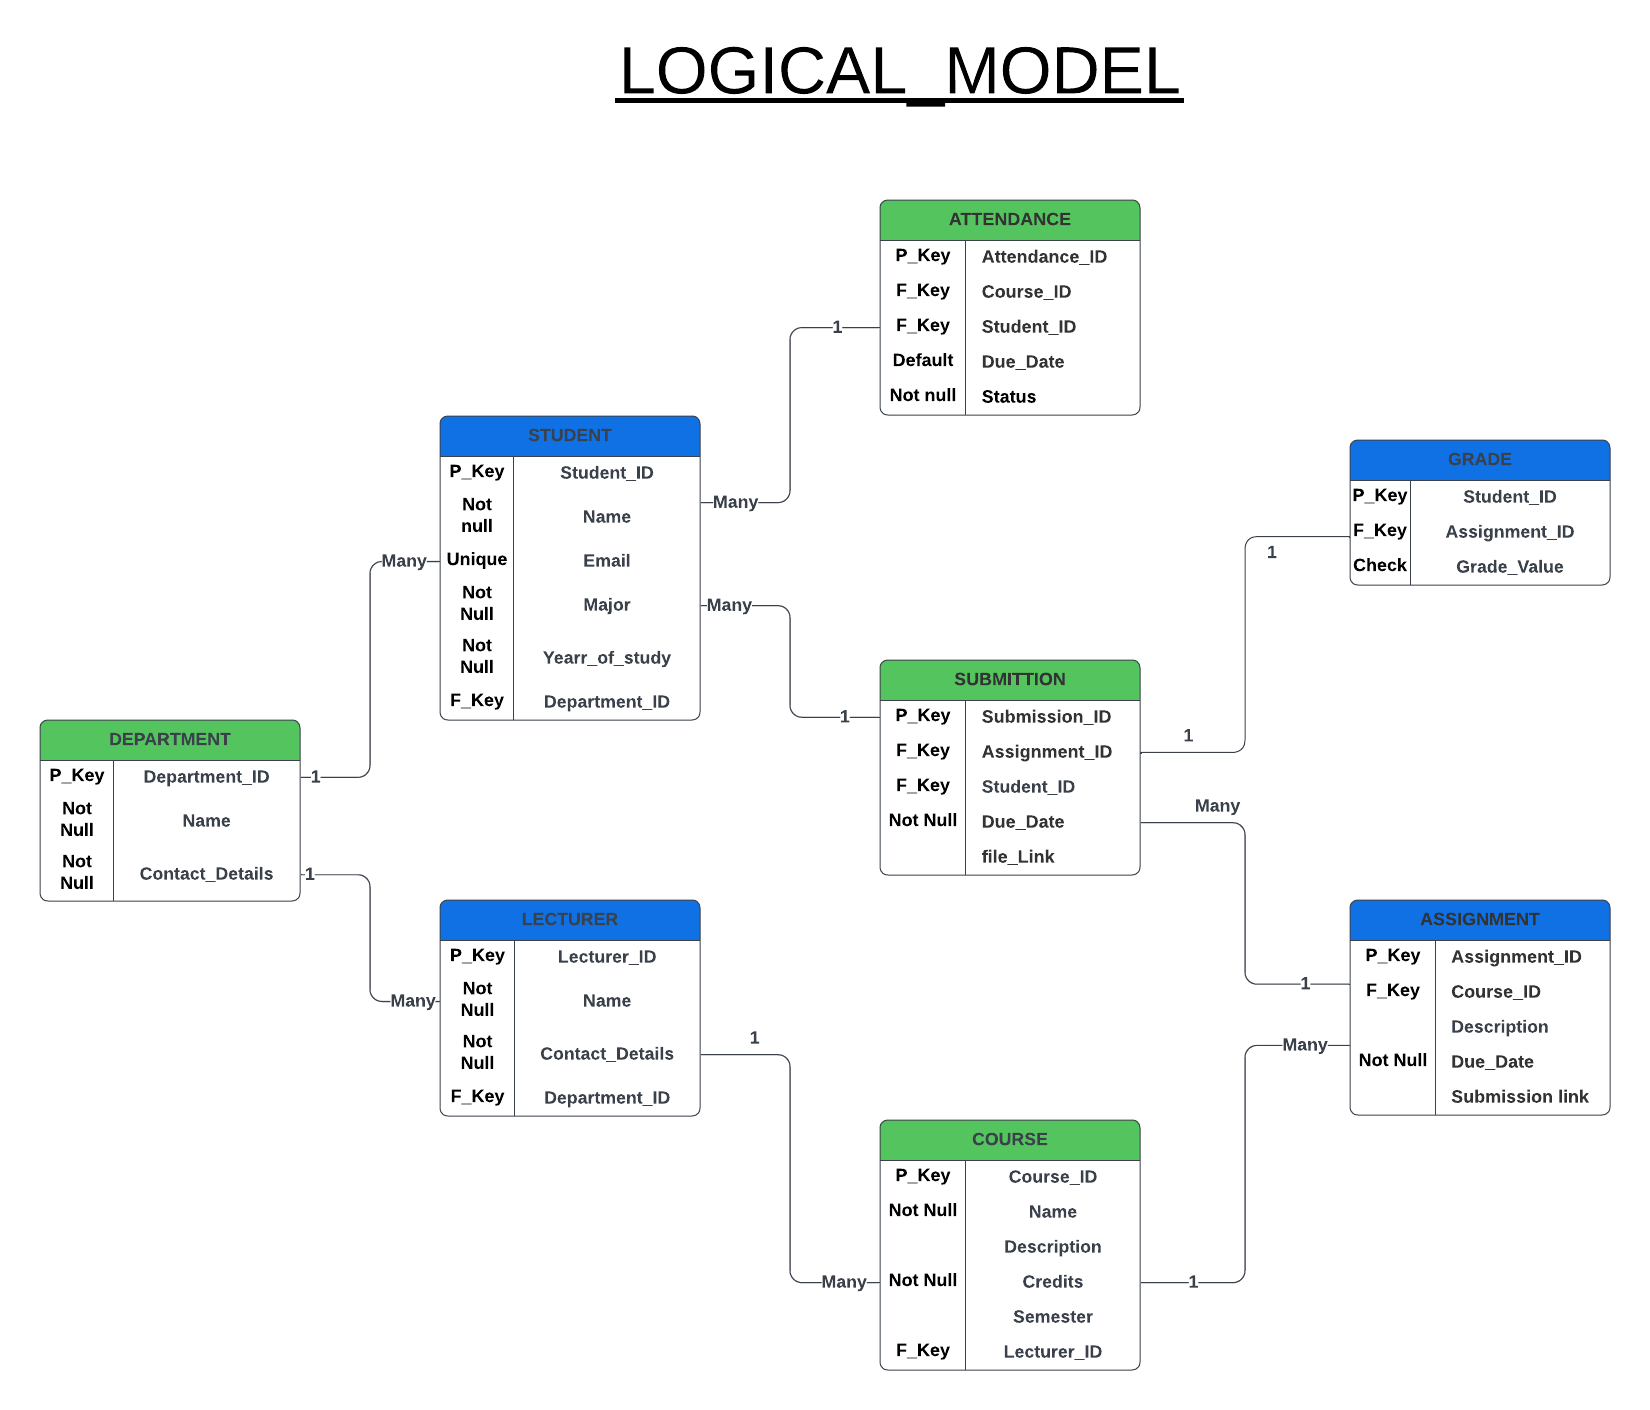 LOGICAL_MODEL
ATTENDANCE
P_Key Attendance_ID
F_Key Course_ID
F_Key Student_ID
Default Due_Date
Not null Status
1
Many
STUDENT
P_Key Student_ID
Not
null
Name
Unique Email
Not
Null
Major
Not
Null
Yearr_of_study
F_Key Department_ID
Many
1
Many
1
GRADE
P_Key Student_ID
F_Key Assignment_ID
Check Grade_Value
1
1
SUBMITTION
P_Key Submission_ID
F_Key Assignment_ID
F_Key Student_ID
Not Null Due_Date
file_Link
Many
1
DEPARTMENT
P_Key Department_ID
Not
Null
Name
Not
Null
Contact_Details
1
Many
LECTURER
P_Key Lecturer_ID
Not
Null
Name
Not
Null
Contact_Details
F_Key Department_ID
1
Many
ASSIGNMENT
P_Key Assignment_ID
F_Key Course_ID
Description
Not Null Due_Date
Submission link
Many
1
COURSE
P_Key Course_ID
Not Null Name
Description
Not Null Credits
Semester
F_Key Lecturer_ID